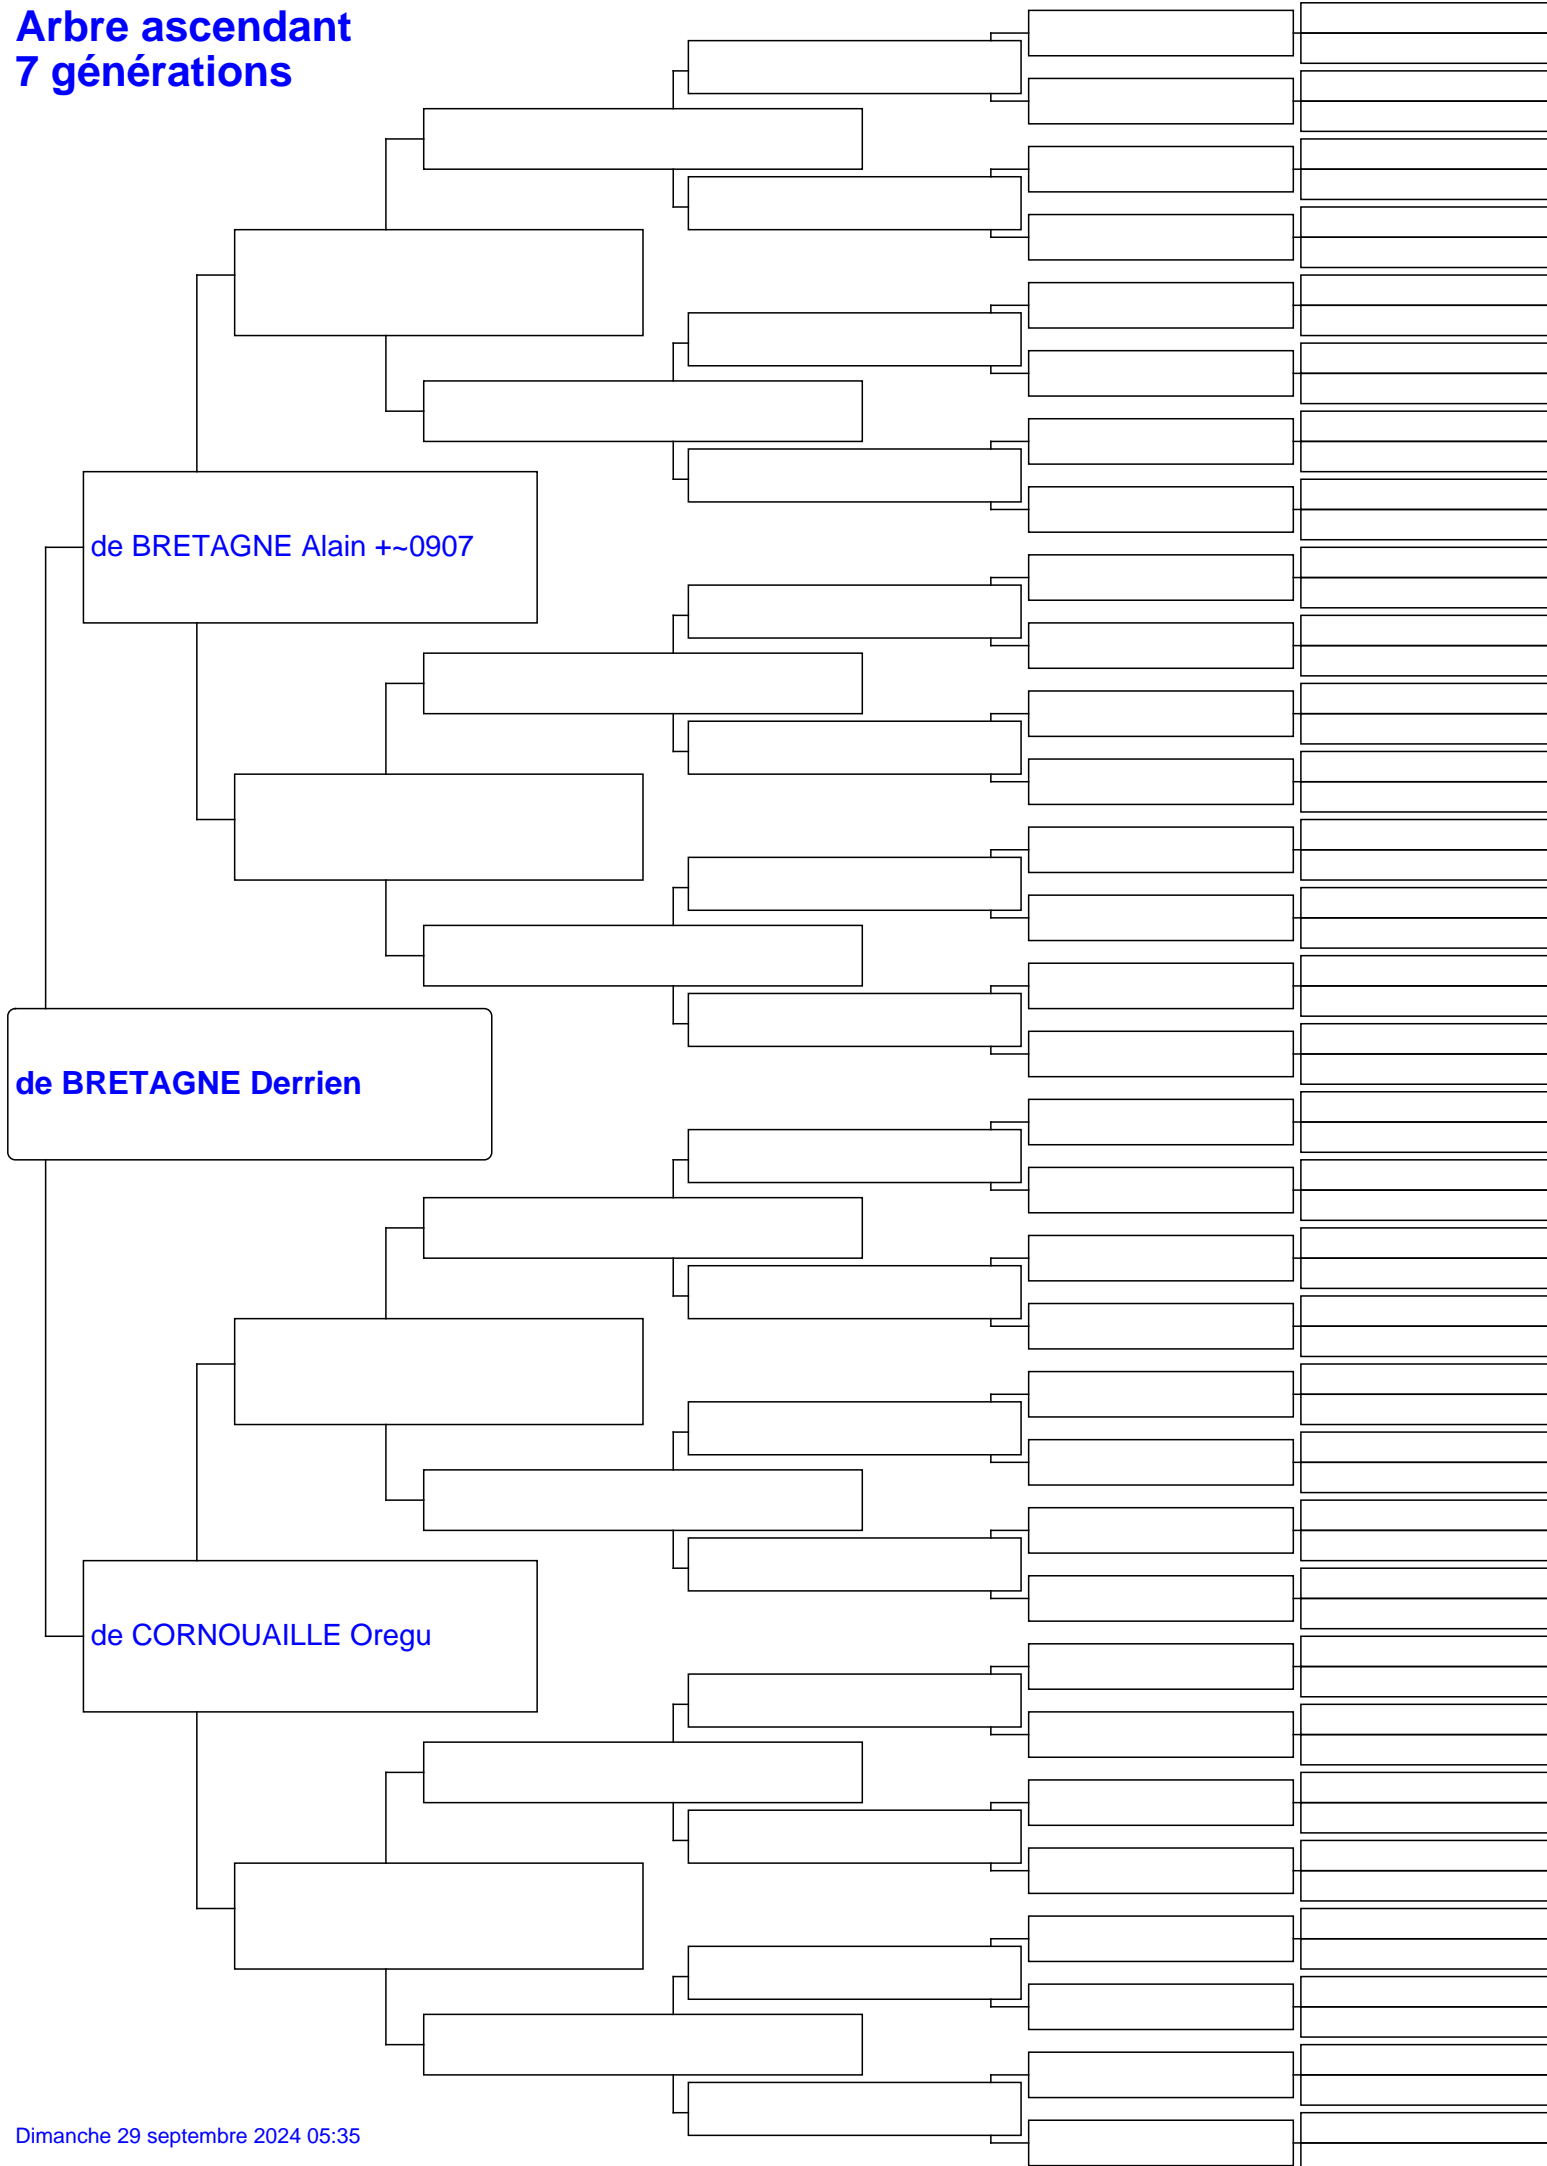 Arbre ascendant
7 générations
de BRETAGNE Alain +~0907
de BRETAGNE Derrien
de CORNOUAILLE Oregu
Dimanche 29 septembre 2024 05:35